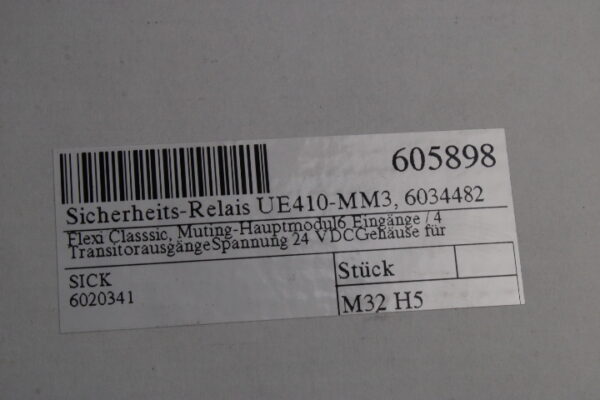 605898
Sicherheits-Relais UE410-MM3, 6034482
Flexi Classsic, Muting-Hauptmodul6 Eingänge / 4
TransitorausgängeSpannung 24 VDCGehäuse für
SICK
6020341
Stück
M32 H5